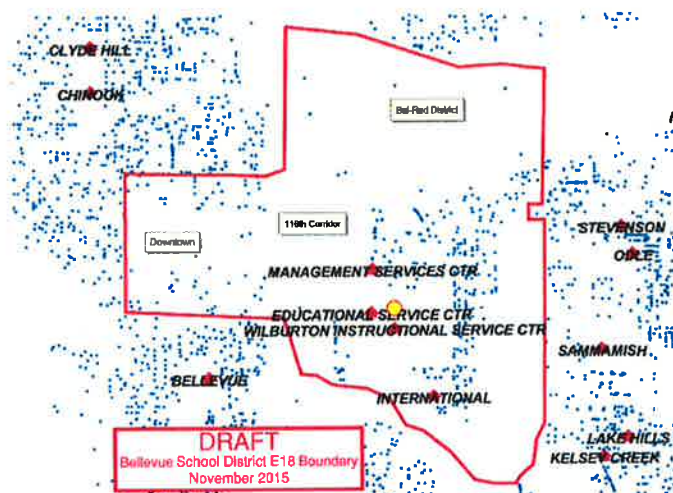 CLYDE HILL
CHINOOK
Bel-Red District
116th Corridor
Downtown
STEVENSON
ODLE
MANAGEMENT SERVICES CTR
EDUCATIONAL SERVICE CTR
WILBURTON INSTRUCTIONAL SERVICE CTR
SAMMAMISH
BELLEVUE
INTERNATIONAL
LAKE HILLS
KELSEY CREEK
DRAFT
Bellevue School District E18 Boundary
November 2015